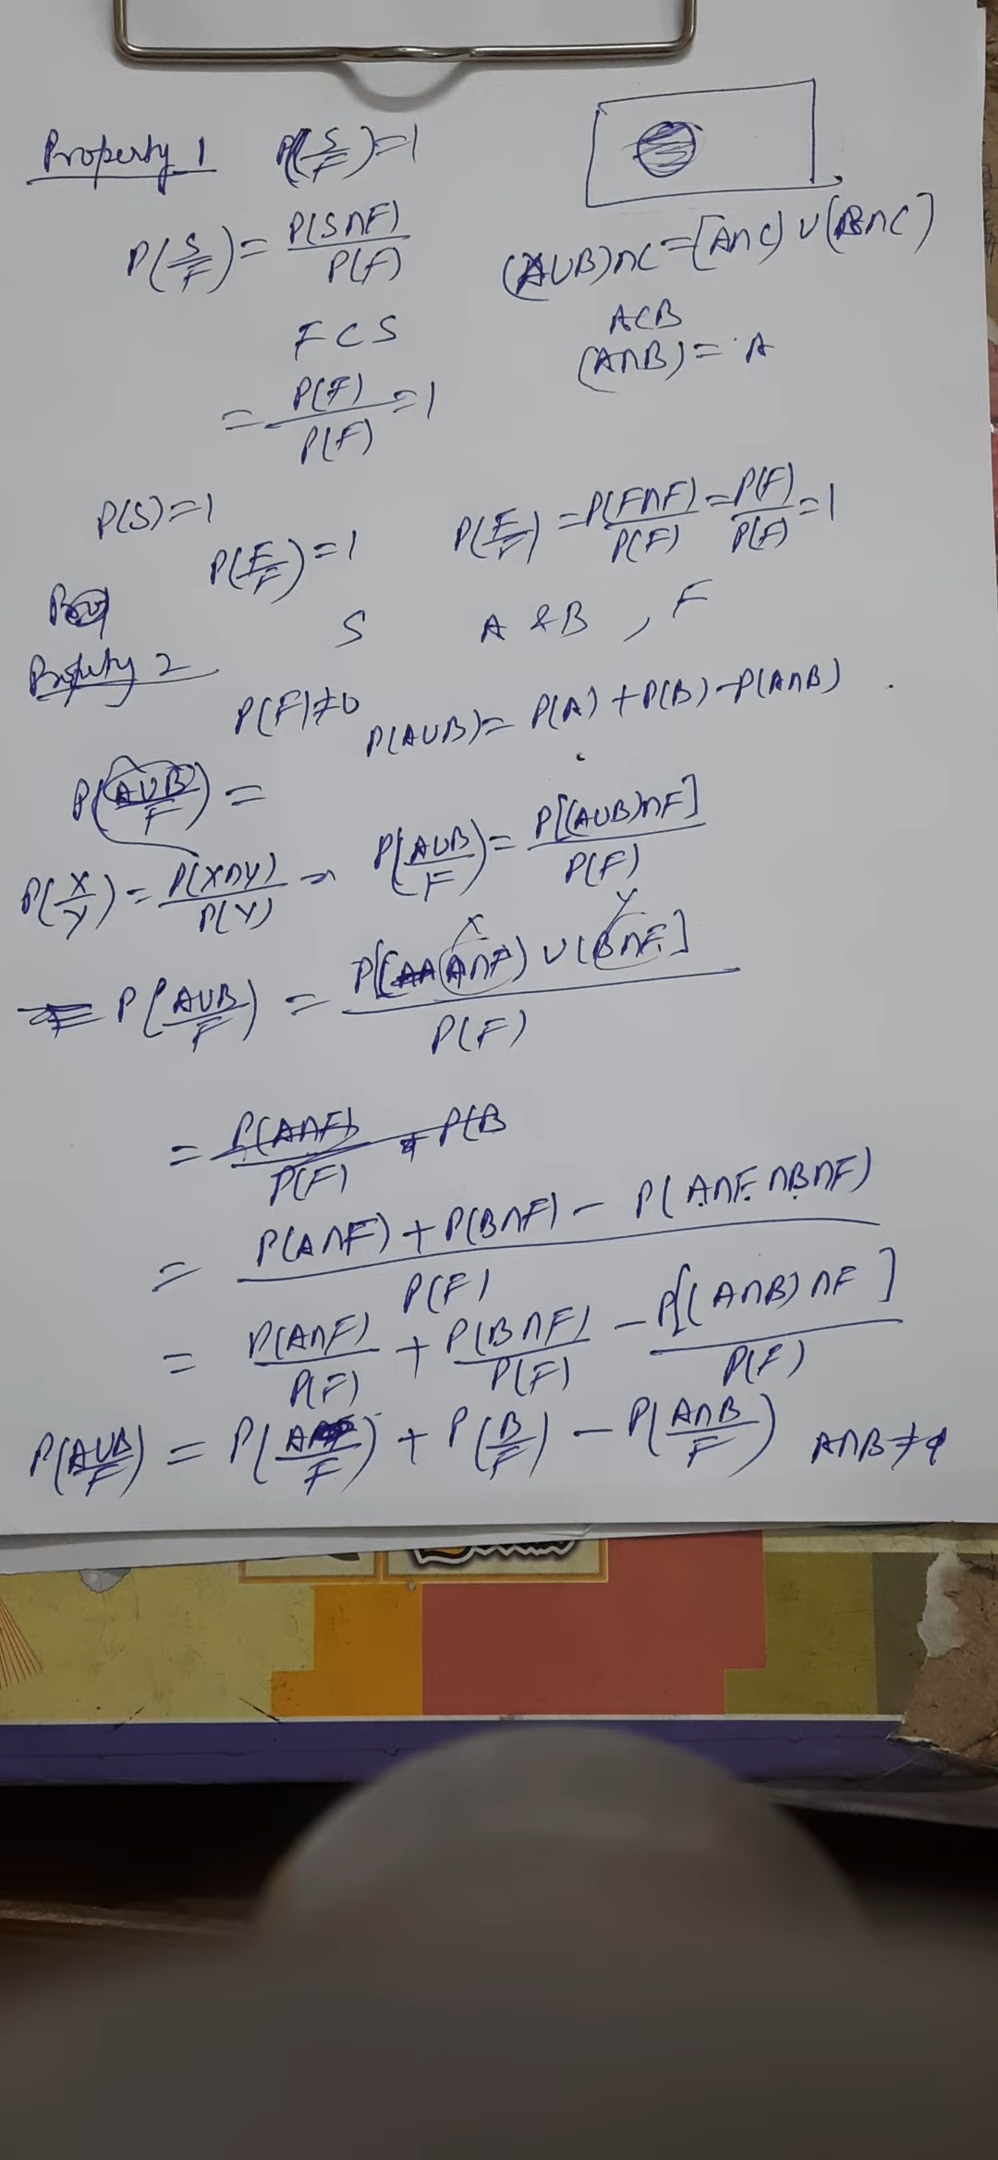 Property 1 P(S/F)=1
P(S/F) = P(S∩F)/P(F)
(A∪B)∩C=[A∩C)∪(B∩C]
F⊂S
A⊂B
(A∩B)= A
= P(F)/P(F) =1
P(S)=1
P(F/F)=1 P(F/F) =P(F∩F)/P(F) =P(F)/P(F) =1
S A & B , F
Property 2
P(F)≠0 P(A∪B)= P(A)+P(B)-P(A∩B)
P(A∪B/F) =
P(X/Y)=P(X∩Y)/P(Y) P(A∪B/F)=P[(A∪B)∩F]/P(F)
X Y
P(A∪B/F) = P[(A∩F)∪(B∩F]/P(F)
= P(A∩F)/P(F) + P(B
= P(A∩F)+P(B∩F)- P(A∩F∩B∩F)/P(F)
= P(A∩F)/P(F) + P(B∩F)/P(F) - P[(A∩B)∩F]/P(F)
P(A∪B/F) = P(A/F)+P(B/F)-P(A∩B/F) A∩B≠φ